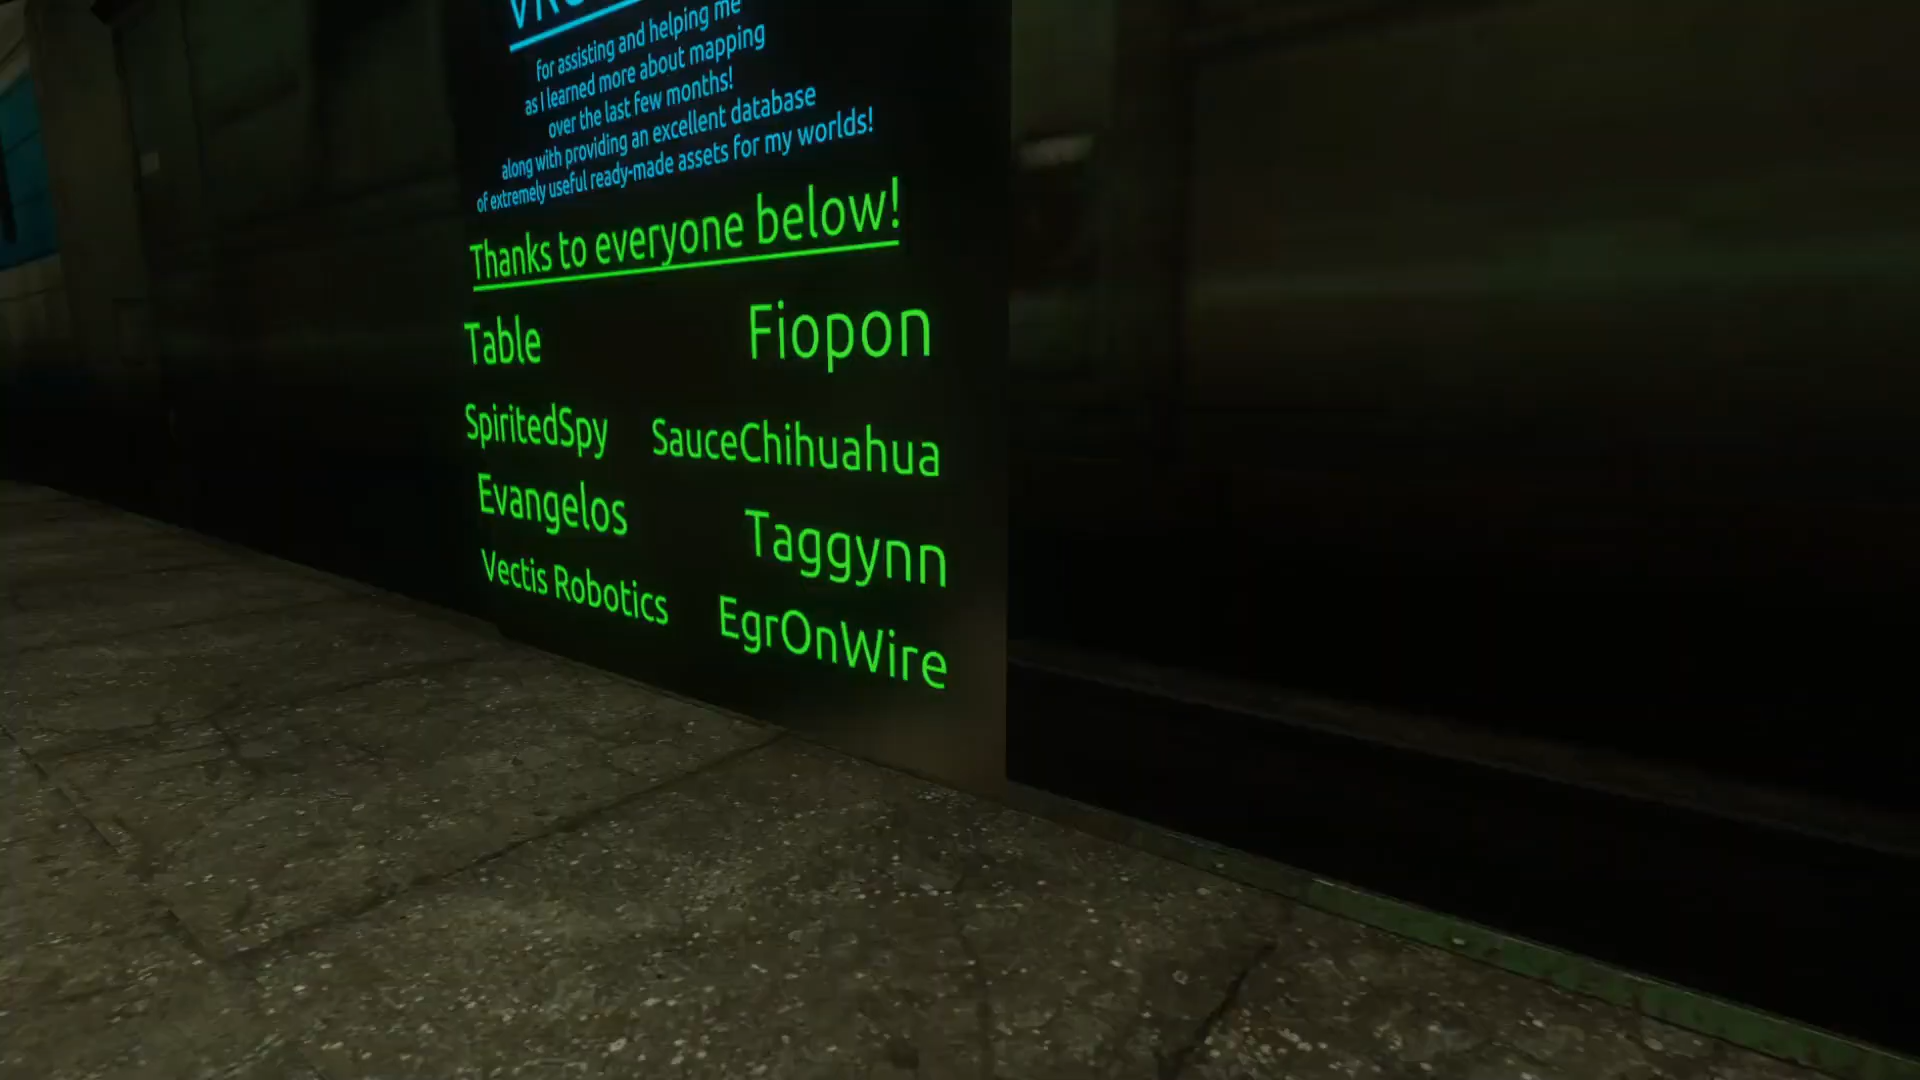 for assisting and helping me
as I learned more about mapping
over the last few months!
along with providing an excellent database
of extremely useful ready-made assets for my worlds!
Thanks to everyone below!
Table Fiopon
SpiritedSpy SauceChihuahua
Evangelos Taggynn
Vectis Robotics EgrOnWire